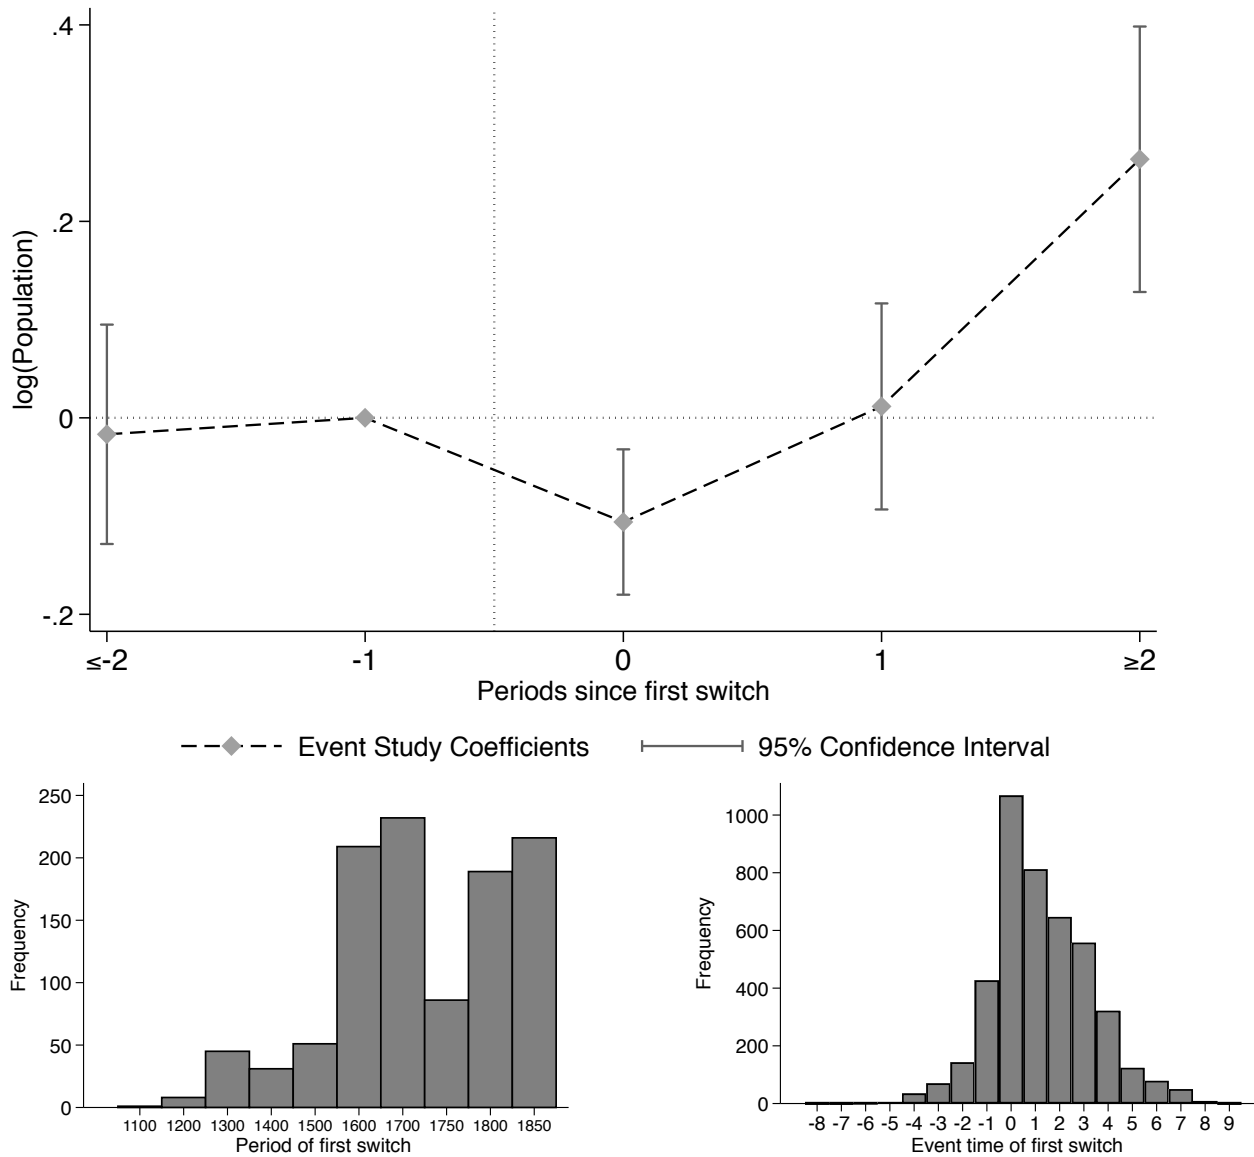 .4
.2
0
-.2
log(Population)
≤-2 -1 0 1 ≥2
Periods since first switch
Event Study Coefficients 95% Confidence Interval
250
200
150
100
50
0
Frequency
1100 1200 1300 1400 1500 1600 1700 1750 1800 1850
Period of first switch
1000
800
600
400
200
0
Frequency
-8 -7 -6 -5 -4 -3 -2 -1 0 1 2 3 4 5 6 7 8 9
Event time of first switch